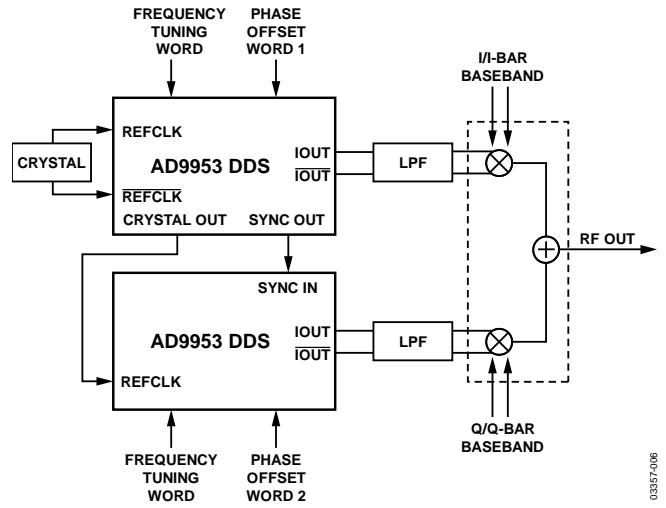 FREQUENCY
TUNING
WORD
PHASE
OFFSET
WORD 1
I/I-BAR
BASEBAND
CRYSTAL
REFCLK
AD9953 DDS
REFCLK
IOUT
IOUT
CRYSTAL OUT
SYNC OUT
LPF
RF OUT
SYNC IN
AD9953 DDS
IOUT
IOUT
REFCLK
LPF
FREQUENCY
TUNING
WORD
PHASE
OFFSET
WORD 2
Q/Q-BAR
BASEBAND
03357-006